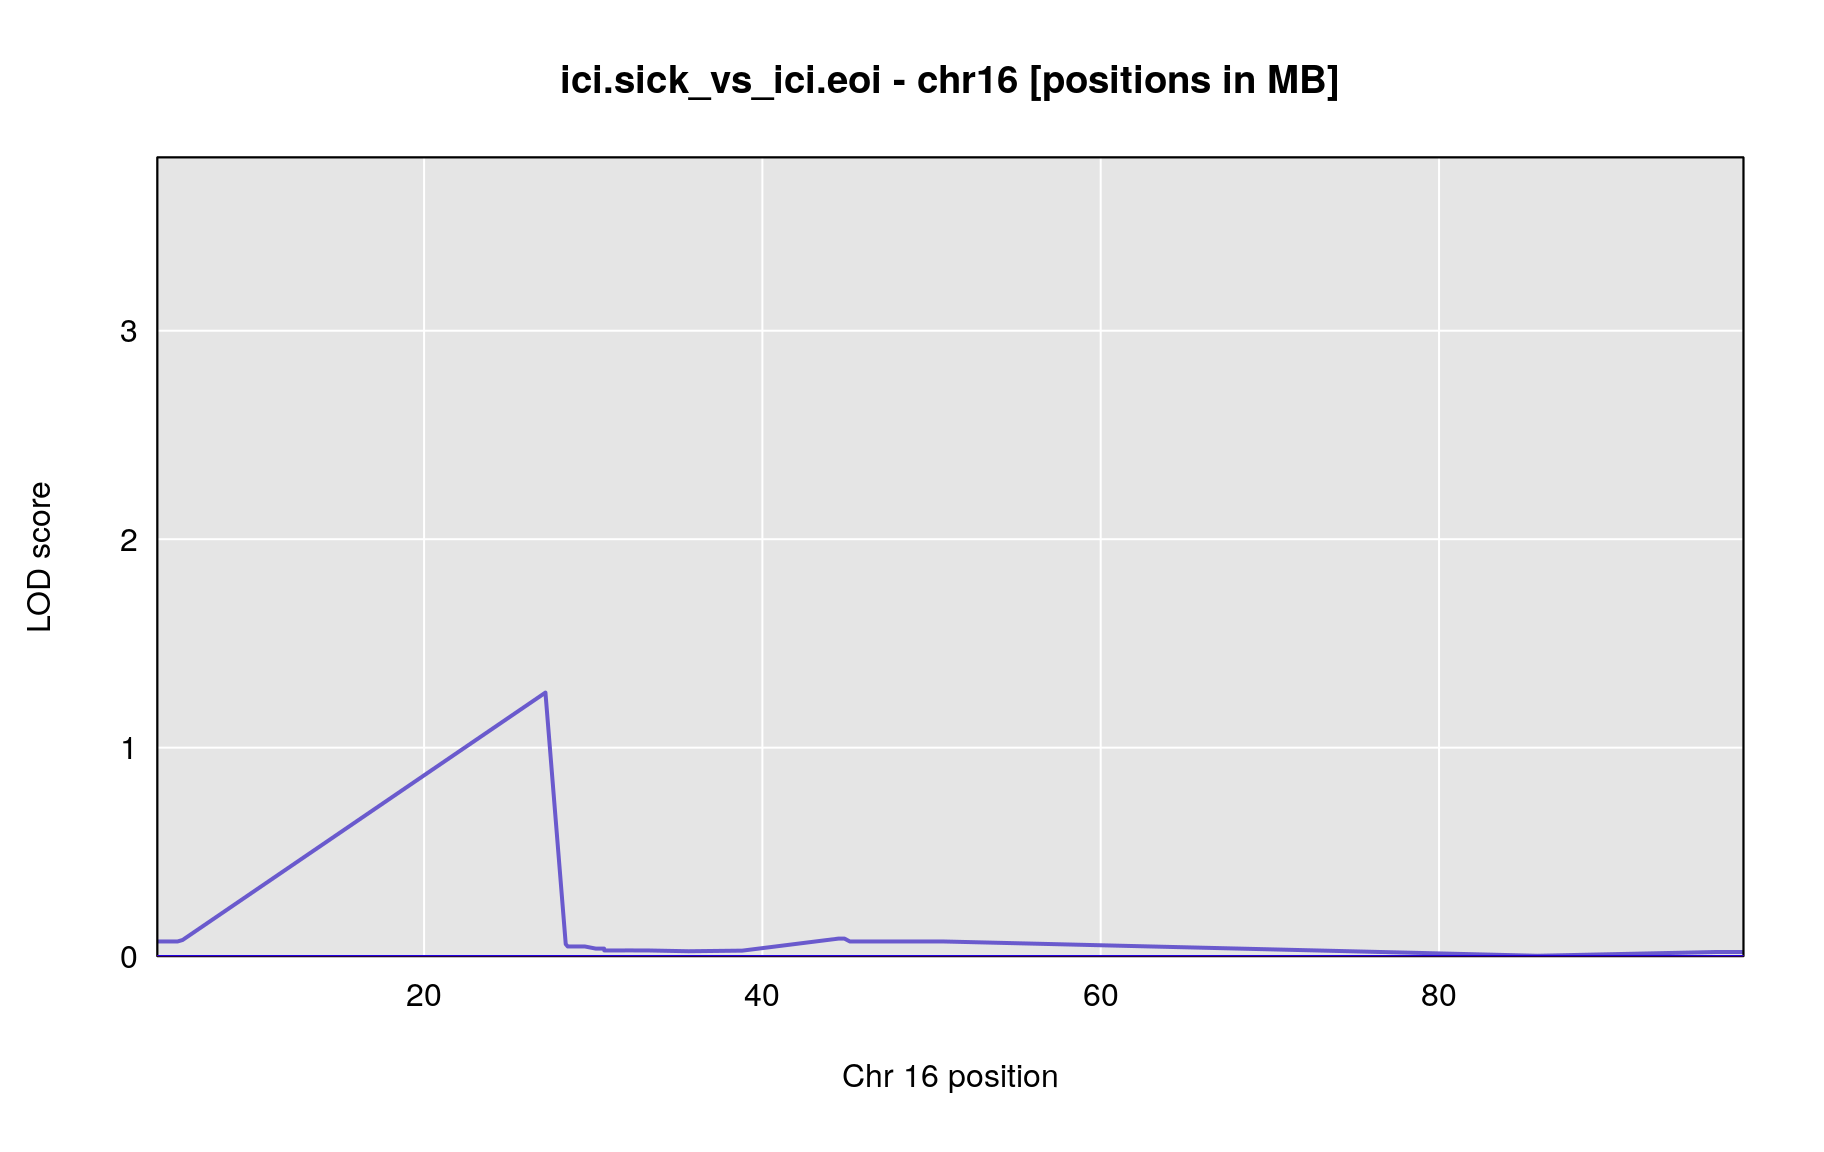 ici.sick_vs_ici.eoi - chr16 [positions in MB]
3
2
1
0
LOD score
20 40 60 80
Chr 16 position